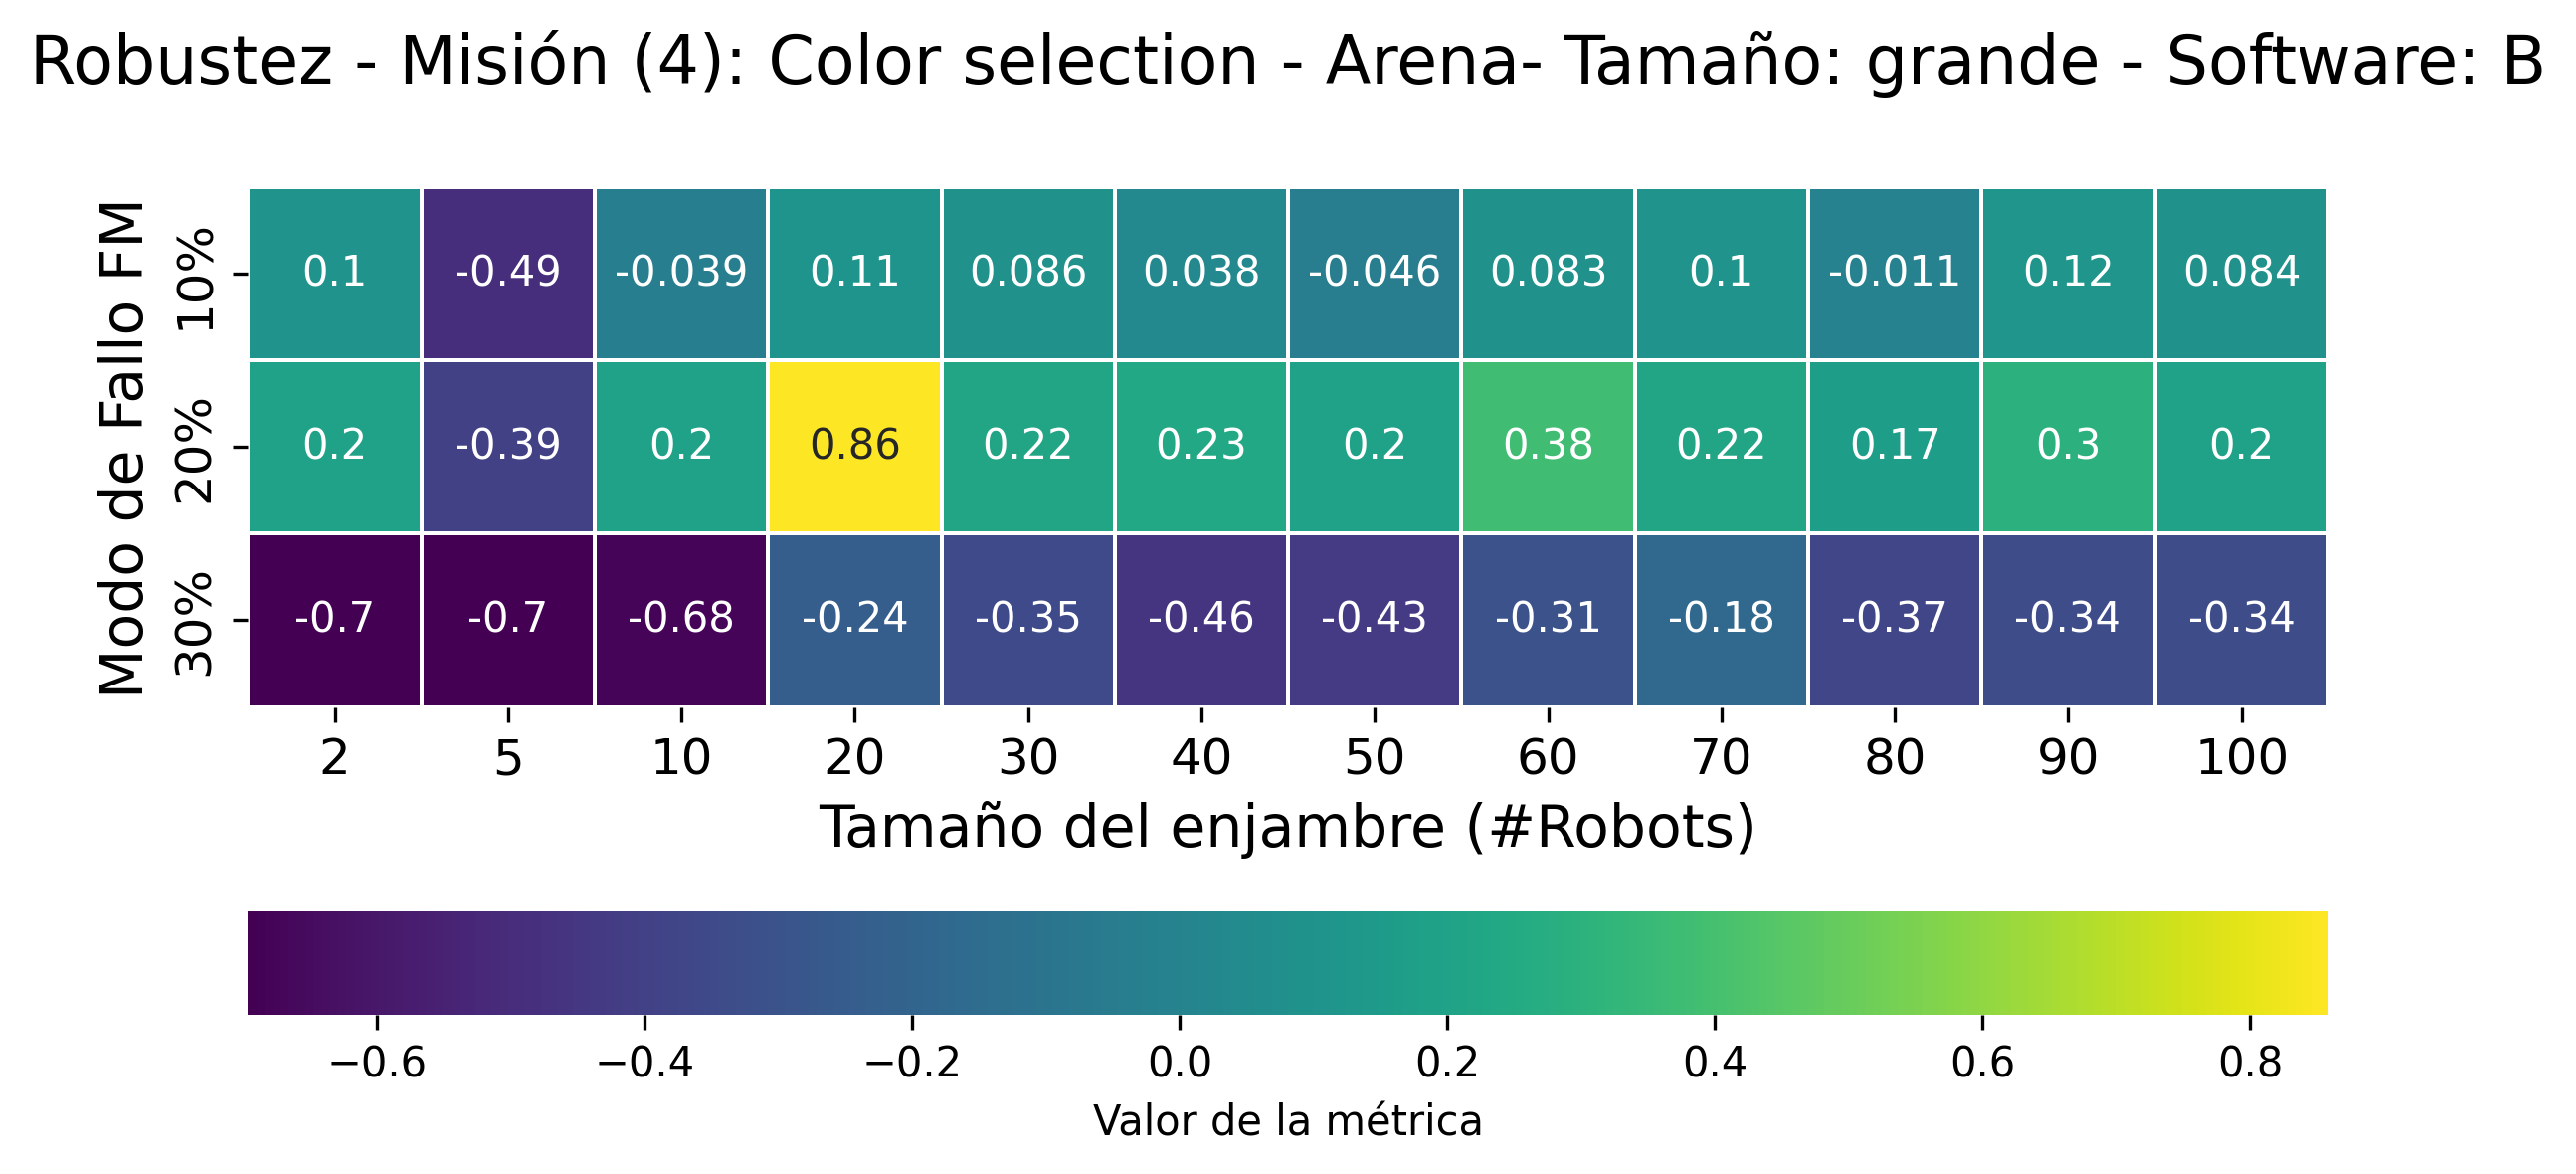 Robustez - Misión (4): Color selection - Arena- Tamaño: grande - Software: B
Modo de Fallo FM
10%
0.1 -0.49 -0.039 0.11 0.086 0.038 -0.046 0.083 0.1 -0.011 0.12 0.084
20%
0.2 -0.39 0.2 0.86 0.22 0.23 0.2 0.38 0.22 0.17 0.3 0.2
30%
-0.7 -0.7 -0.68 -0.24 -0.35 -0.46 -0.43 -0.31 -0.18 -0.37 -0.34 -0.34
2 5 10 20 30 40 50 60 70 80 90 100
Tamaño del enjambre (#Robots)
−0.6 −0.4 −0.2 0.0 0.2 0.4 0.6 0.8
Valor de la métrica